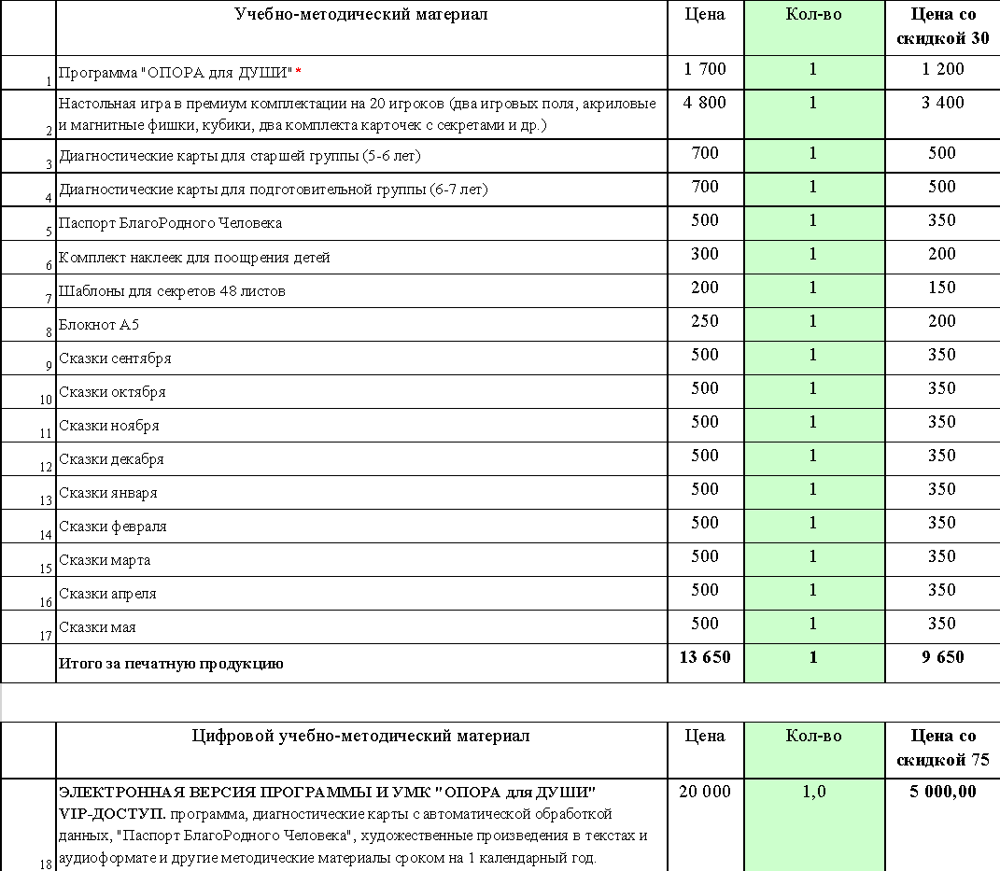 Учебно-методический материал Цена Кол-во Цена со
скидкой 30
1 Программа "ОПОРА для ДУШИ"* 1 700 1 1 200
Настольная игра в премиум комплектации на 20 игроков (два игровых поля, акриловые 4 800 1 3 400
2 и магнитные фишки, кубики, два комплекта карточек с секретами и др.)
3 Диагностические карты для старшей группы (5-6 лет) 700 1 500
4 Диагностические карты для подготовительной группы (6-7 лет) 700 1 500
5 Паспорт БлагоРодного Человека 500 1 350
6 Комплект наклеек для поощрения детей 300 1 200
7 Шаблоны для секретов 48 листов 200 1 150
8 Блокнот А5 250 1 200
9 Сказки сентября 500 1 350
10 Сказки октября 500 1 350
11 Сказки ноября 500 1 350
12 Сказки декабря 500 1 350
13 Сказки января 500 1 350
14 Сказки февраля 500 1 350
15 Сказки марта 500 1 350
16 Сказки апреля 500 1 350
17 Сказки мая 500 1 350
Итого за печатную продукцию 13 650 1 9 650
Цифровой учебно-методический материал Цена Кол-во Цена со
скидкой 75
ЭЛЕКТРОННАЯ ВЕРСИЯ ПРОГРАММЫ И УМК "ОПОРА для ДУШИ" 20 000 1,0 5 000,00
VIP-ДОСТУП. программа, диагностические карты с автоматической обработкой
данных, "Паспорт БлагоРодного Человека", художественные произведения в текстах и
18 аудиоформате и другие методические материалы сроком на 1 календарный год.